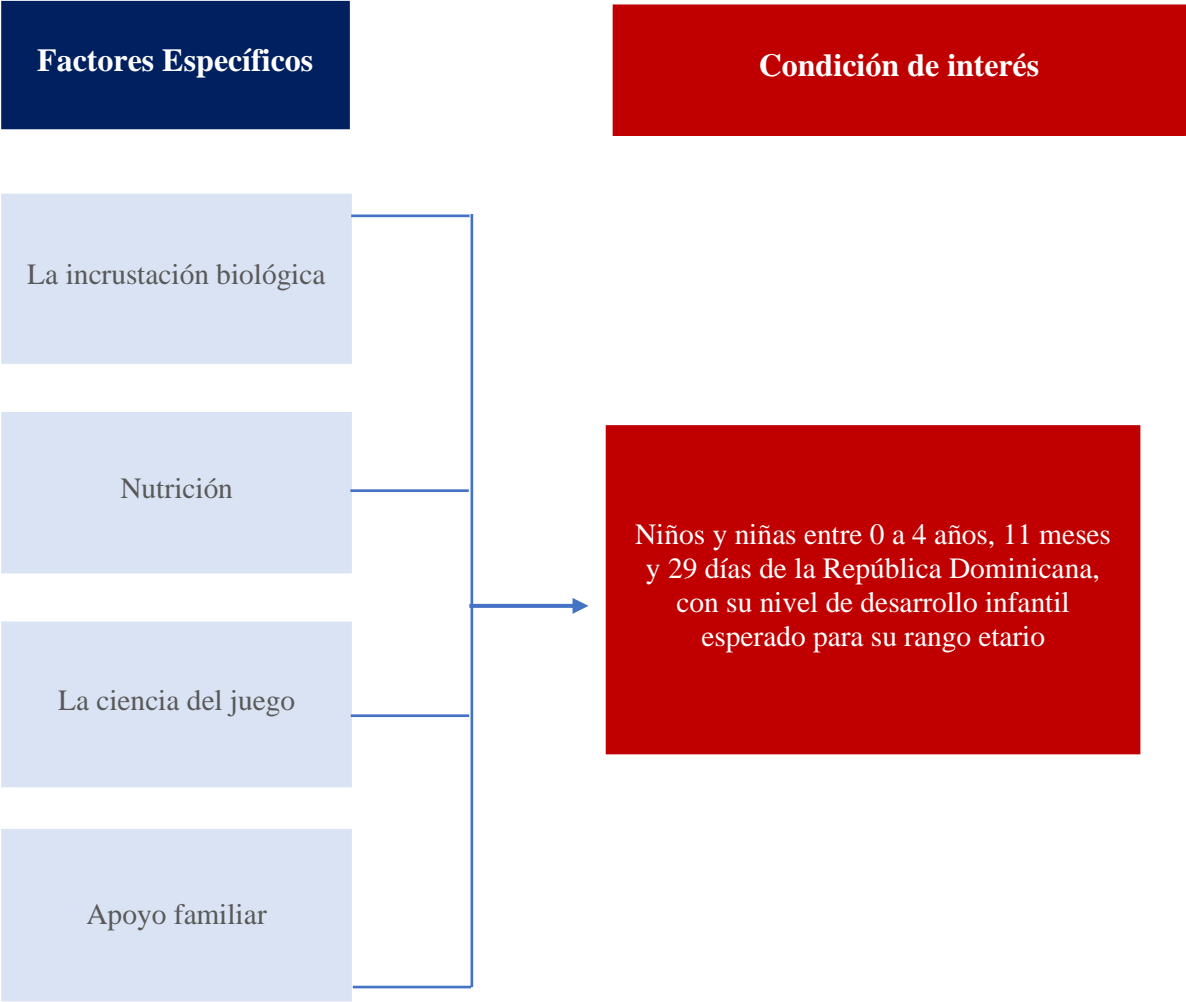 Factores Específicos
Condición de interés
La incrustación biológica
Nutrición
La ciencia del juego
Apoyo familiar
Niños y niñas entre 0 a 4 años, 11 meses
y 29 días de la República Dominicana,
con su nivel de desarrollo infantil
esperado para su rango etario